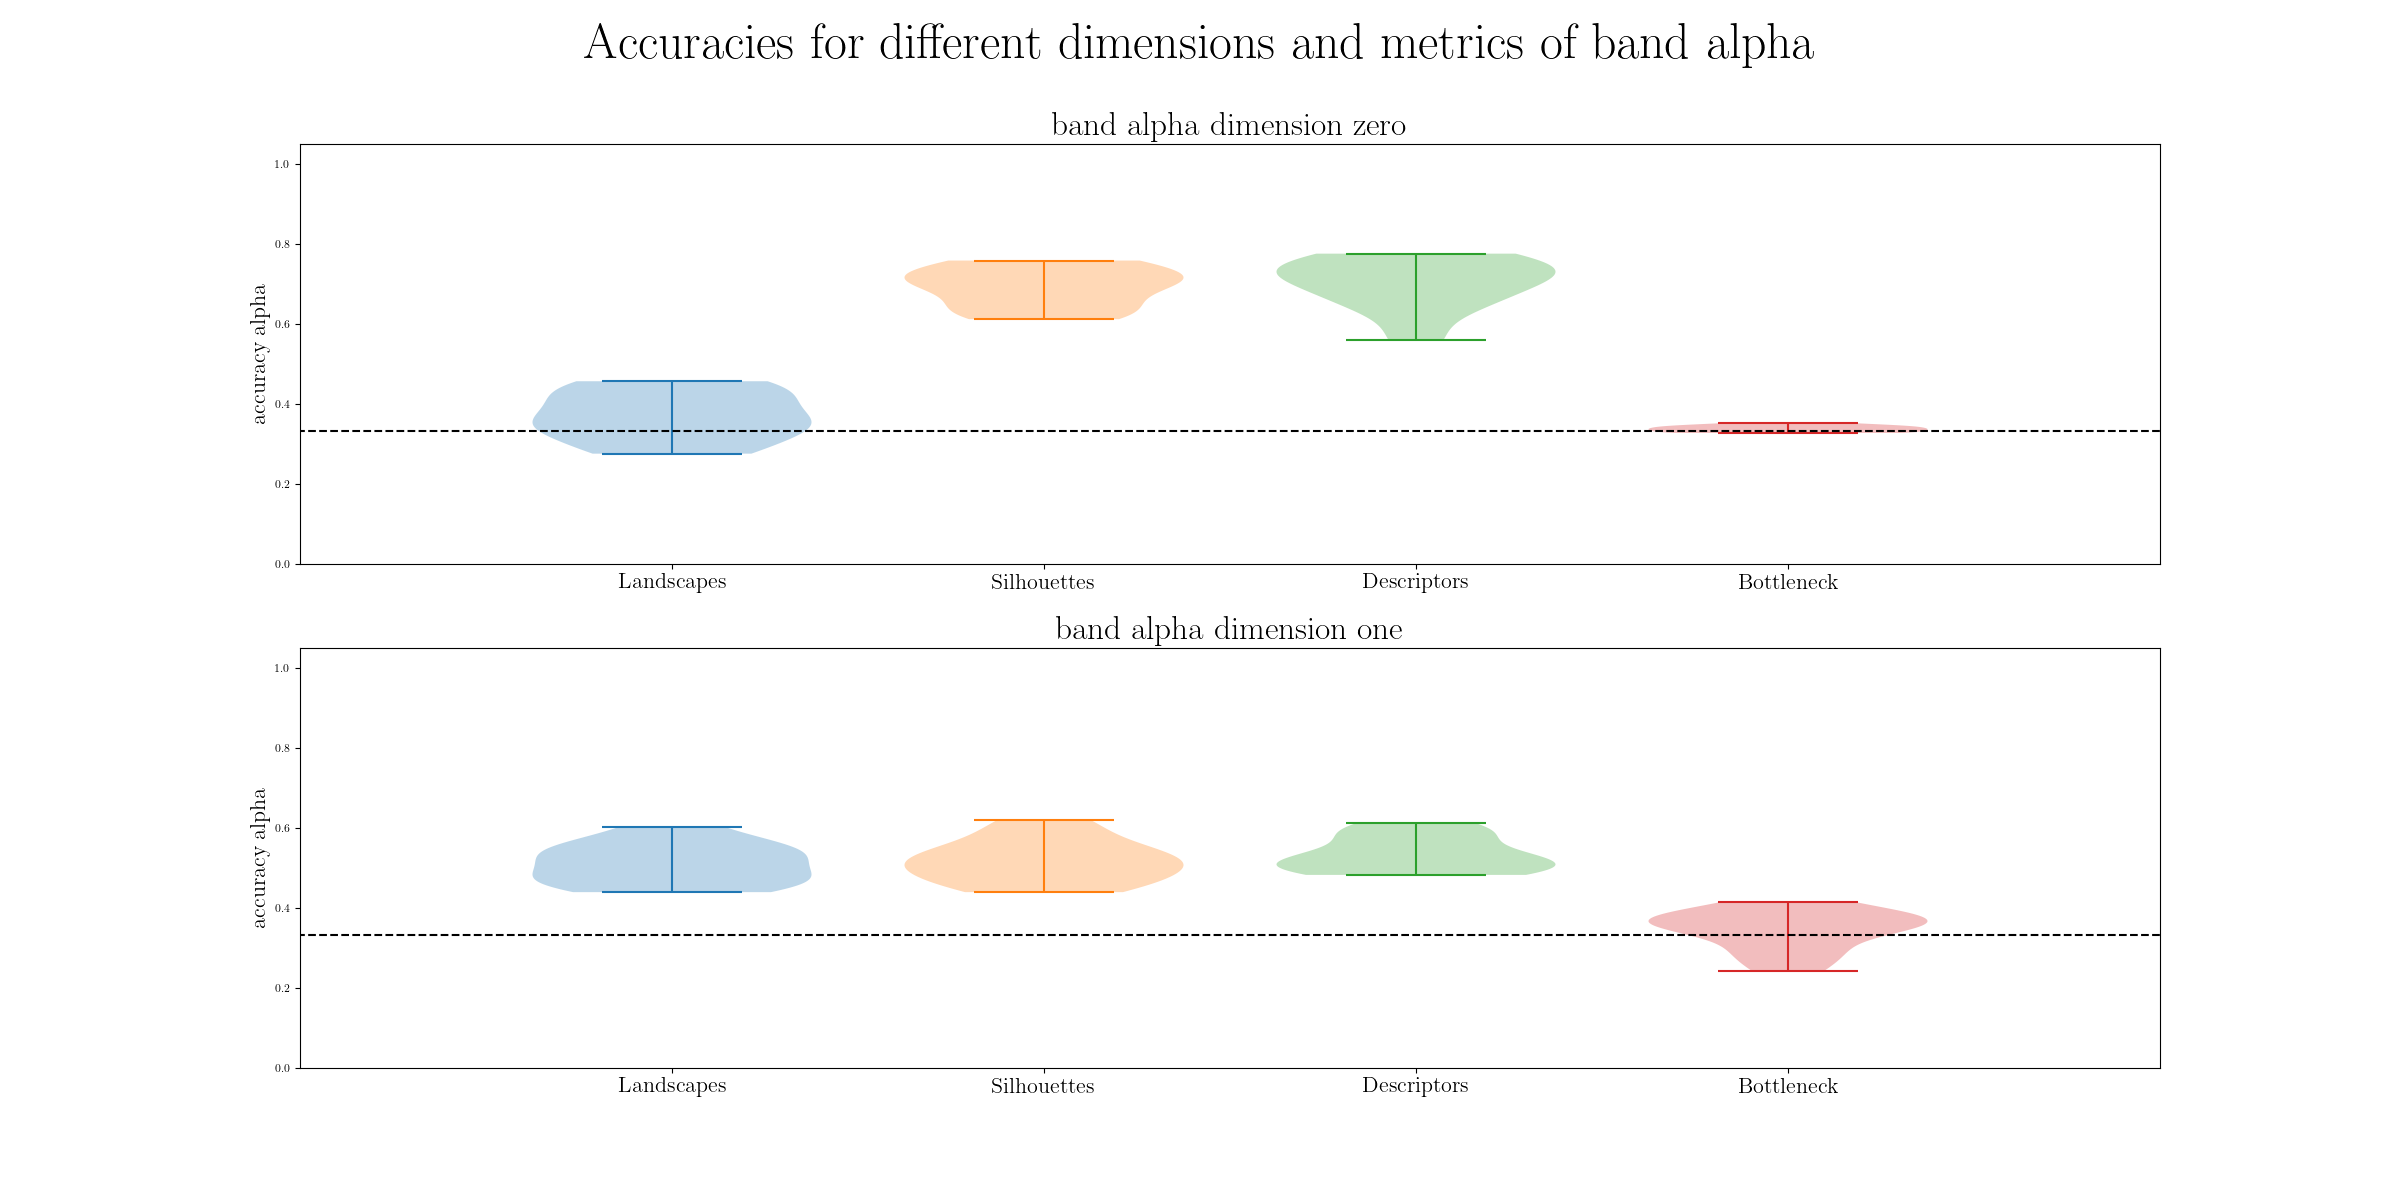 Accuracies for different dimensions and metrics of band alpha
band alpha dimension zero
accuracy alpha
1.0
0.8
0.6
0.4
0.2
0.0
Landscapes Silhouettes Descriptors Bottleneck
band alpha dimension one
accuracy alpha
1.0
0.8
0.6
0.4
0.2
0.0
Landscapes Silhouettes Descriptors Bottleneck